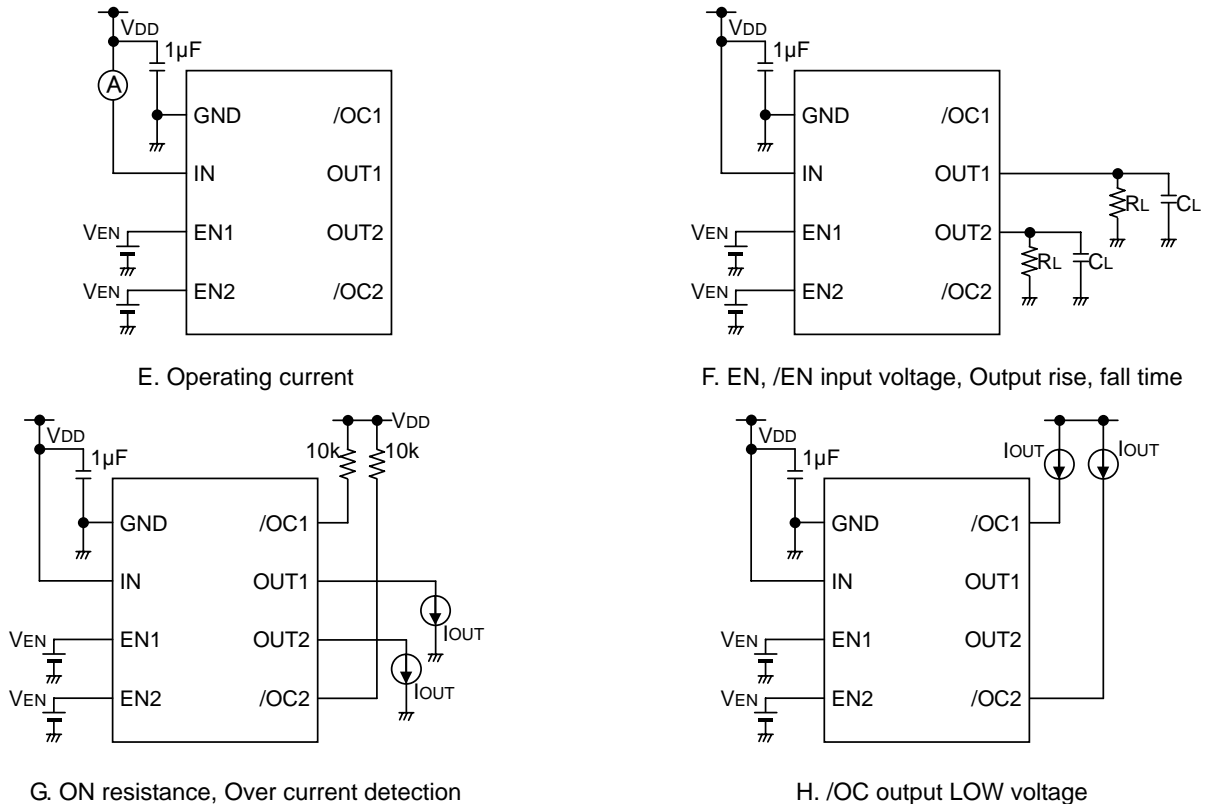 VDD
1µF
A
GND /OC1
IN OUT1
VEN EN1 OUT2
VEN EN2 /OC2
E. Operating current
VDD
1µF
GND /OC1
IN OUT1
RL CL
VEN EN1 OUT2
RL CL
VEN EN2 /OC2
F. EN, /EN input voltage, Output rise, fall time
VDD
VDD
10k 10k
1µF
GND /OC1
IN OUT1
IOUT
VEN EN1 OUT2
IOUT
VEN EN2 /OC2
G. ON resistance, Over current detection
VDD
IOUT IOUT
1µF
GND /OC1
IN OUT1
VEN EN1 OUT2
VEN EN2 /OC2
H. /OC output LOW voltage